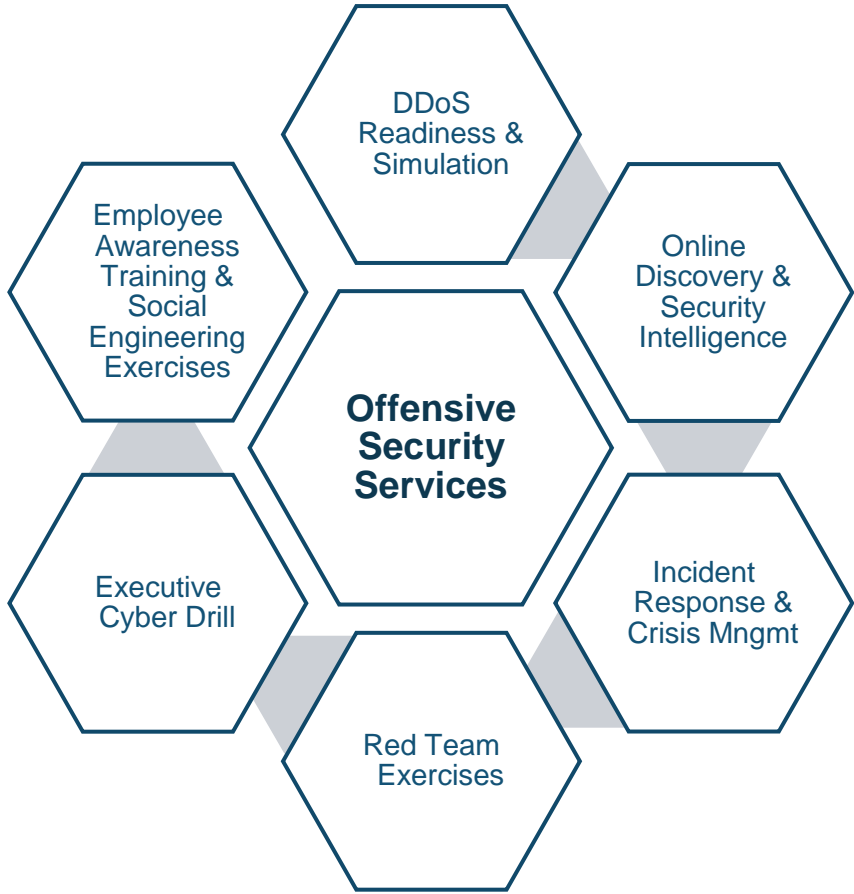 DDoS
Readiness &
Simulation
Employee
Awareness
Training &
Social
Engineering
Exercises
Online
Discovery &
Security
Intelligence
Offensive
Security
Services
Executive
Cyber Drill
Incident
Response &
Crisis Mngmt
Red Team
Exercises